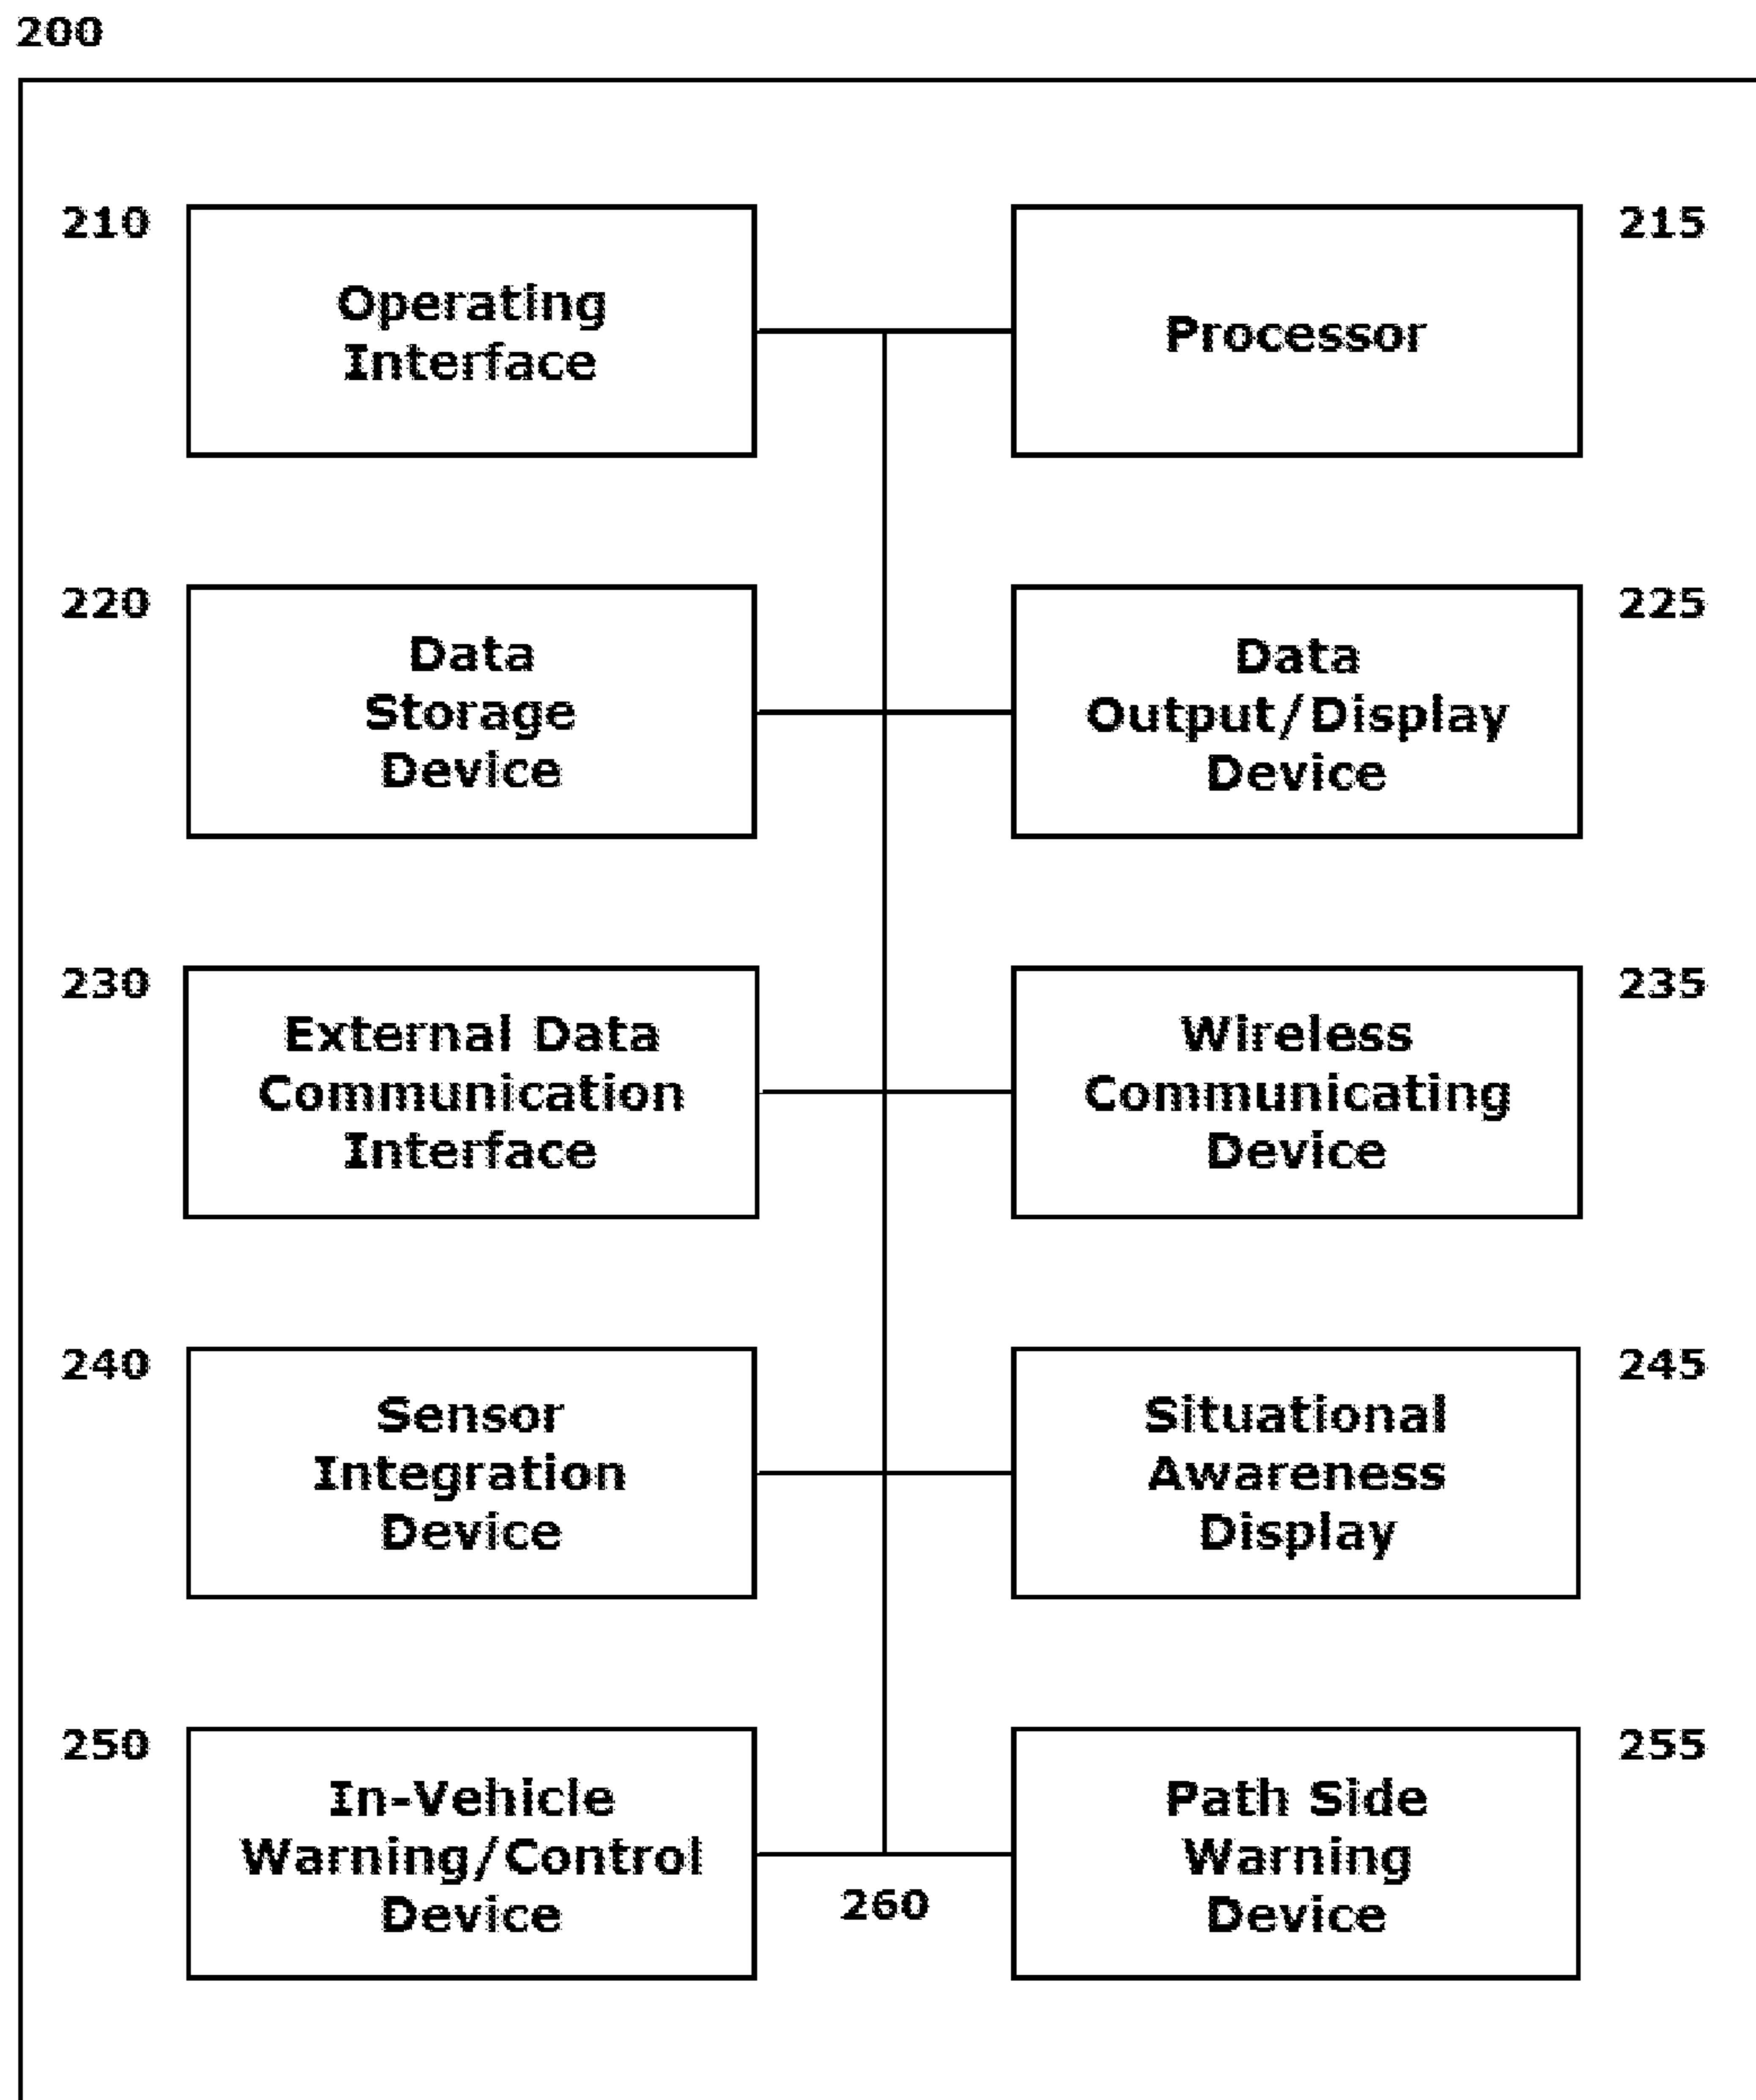 200
210
Operating
Interface
Processor
215
220
Data
Storage
Device
Data
Output/Display
Device
225
230
External Data
Communication
Interface
Wireless
Communicating
Device
235
240
Sensor
Integration
Device
Situational
Awareness
Display
245
250
In-Vehicle
Warning/Control
Device
Path Side
Warning
Device
255
260